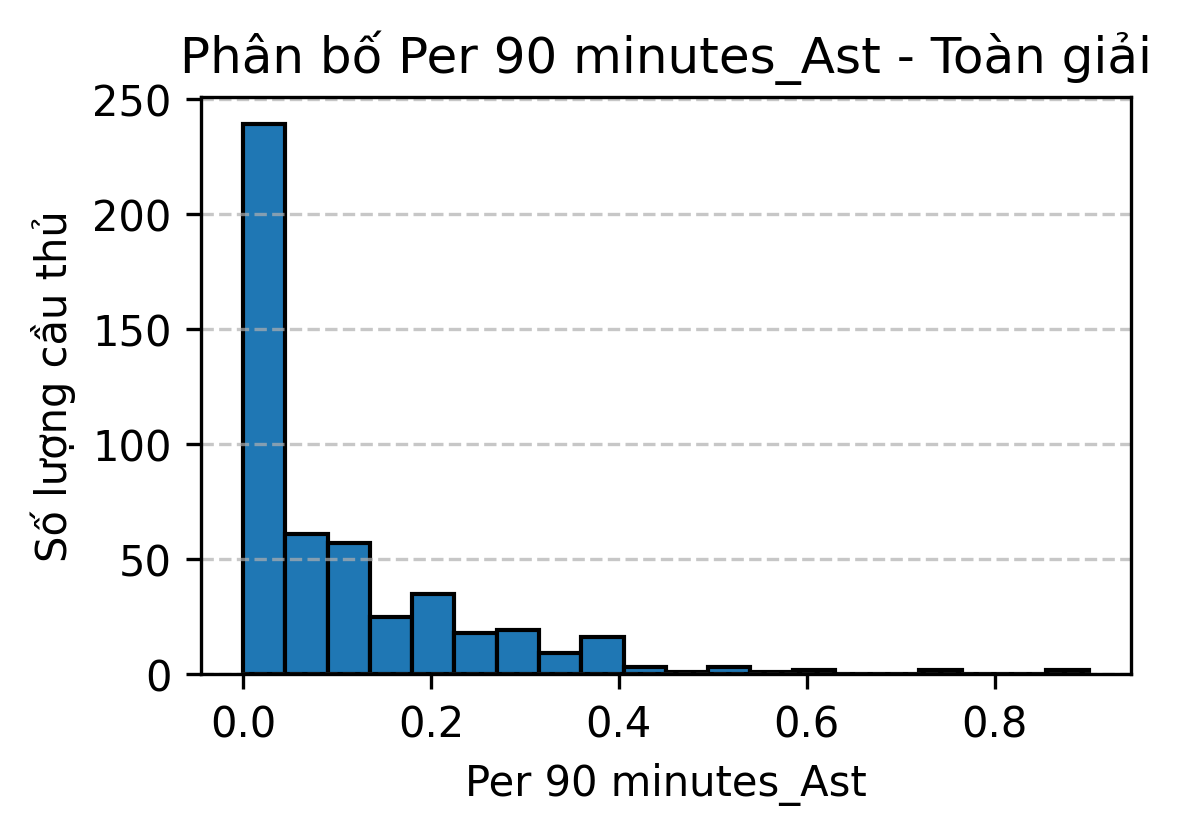 Phân bố Per 90 minutes_Ast - Toàn giải
Số lượng cầu thủ
250
200
150
100
50
0
0.0 0.2 0.4 0.6 0.8
Per 90 minutes_Ast